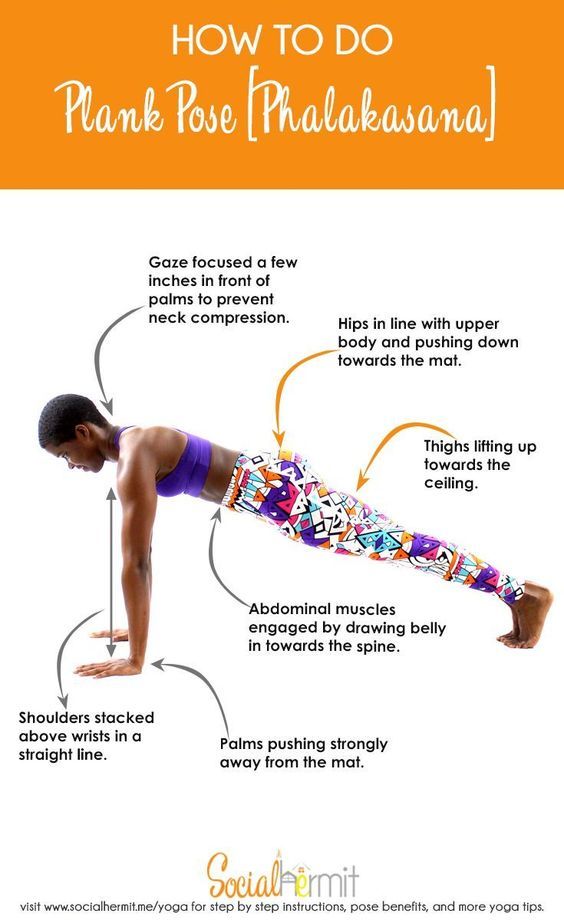 HOW TO DO
Plank Pose [Phalakasana]
Gaze focused a few
inches in front of
palms to prevent
neck compression.
Hips in line with upper
body and pushing down
towards the mat.
Thighs lifting up
towards the
ceiling.
Abdominal muscles
engaged by drawing belly
in towards the spine.
Shoulders stacked
above wrists in a
straight line.
Palms pushing strongly
away from the mat.
Socialhermit
visit www.socialhermit.me/yoga for step by step instructions, pose benefits, and more yoga tips.